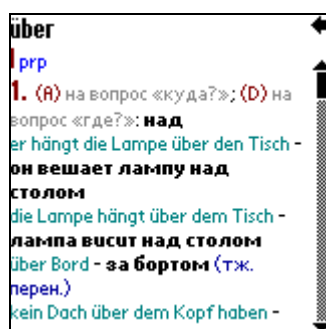 über
prp
1. (A) на вопрос «куда?»; (D) на
вопрос «где?»: над
er hängt die Lampe über den Tisch -
он вешает лампу над
столом
die Lampe hängt über dem Tisch -
лампа висит над столом
über Bord - за бортом (тж.
перен.)
kein Dach über dem Kopf haben -